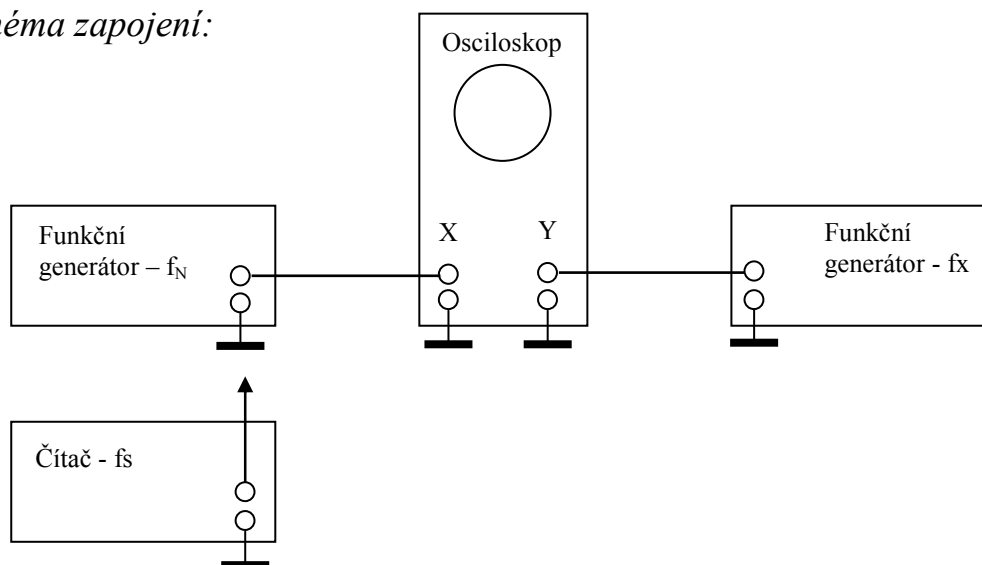 éma zapojení:
Osciloskop
X Y
Funkční
generátor – f_N
Funkční
generátor - fx
Čítač - fs